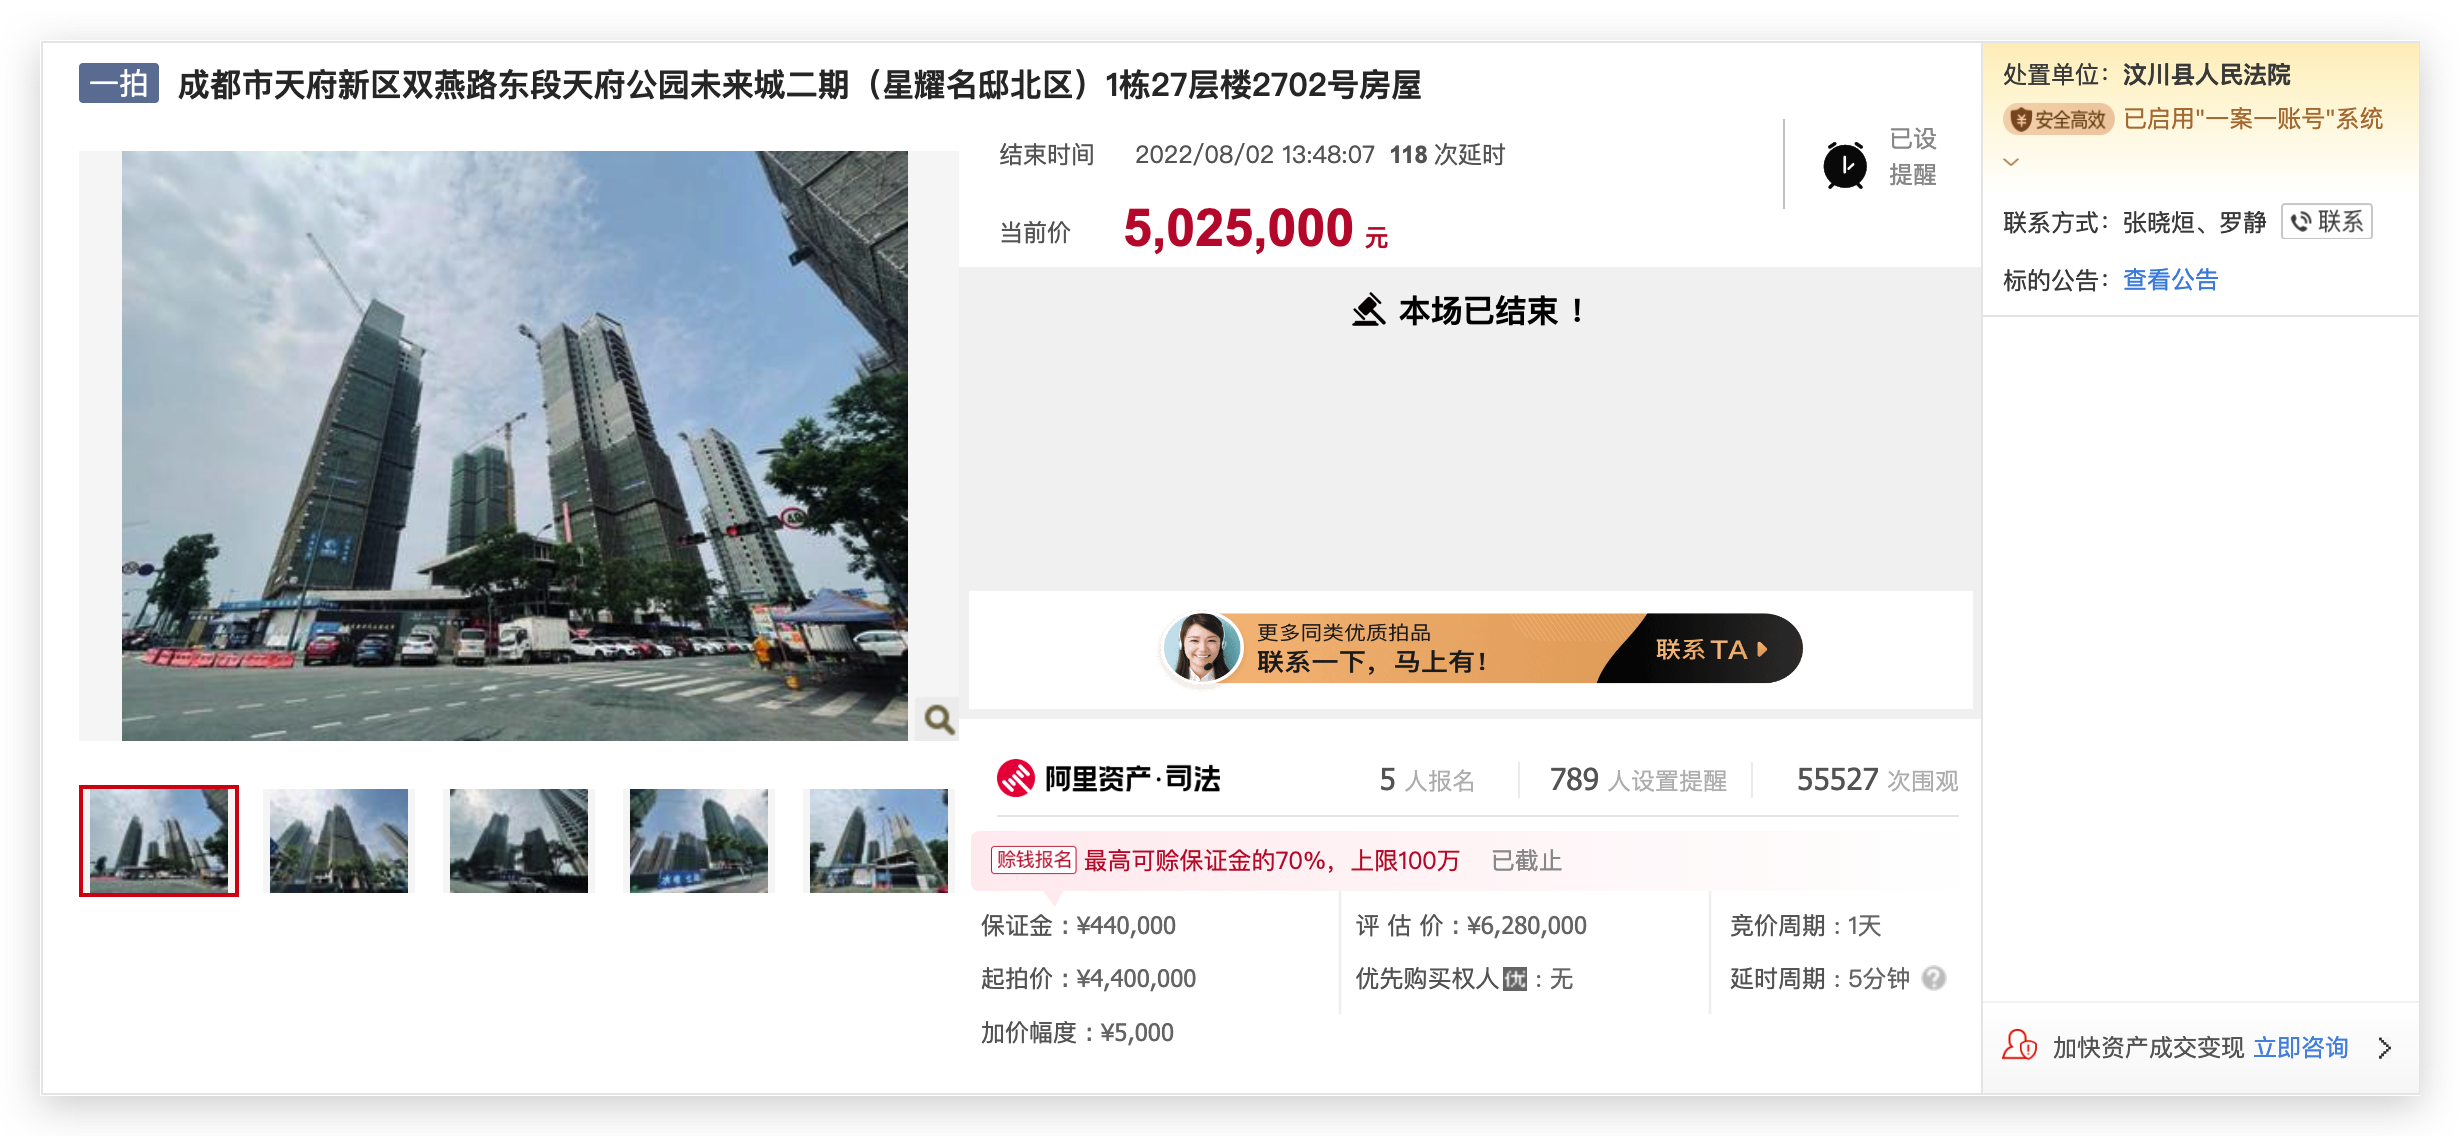 一拍 成都市天府新区双燕路东段天府公园未来城二期（星耀名邸北区）1栋27层楼2702号房屋
结束时间 2022/08/02 13:48:07 118 次延时
已设
提醒
当前价 5,025,000 元
本场已结束！
更多同类优质拍品
联系一下，马上有！
联系TA
阿里资产·司法 5 人报名 789 人设置提醒 55527 次围观
赊钱报名 最高可赊保证金的70%，上限100万 已截止
保证金 : ¥440,000 评 估 价 : ¥6,280,000 竞价周期 : 1天
起拍价 : ¥4,400,000 优先购买权人优 : 无 延时周期 : 5分钟 ?
加价幅度 : ¥5,000
处置单位： 汶川县人民法院
安全高效 已启用"一案一账号"系统
联系方式： 张晓烜、罗静 联系
标的公告： 查看公告
加快资产成交变现 立即咨询